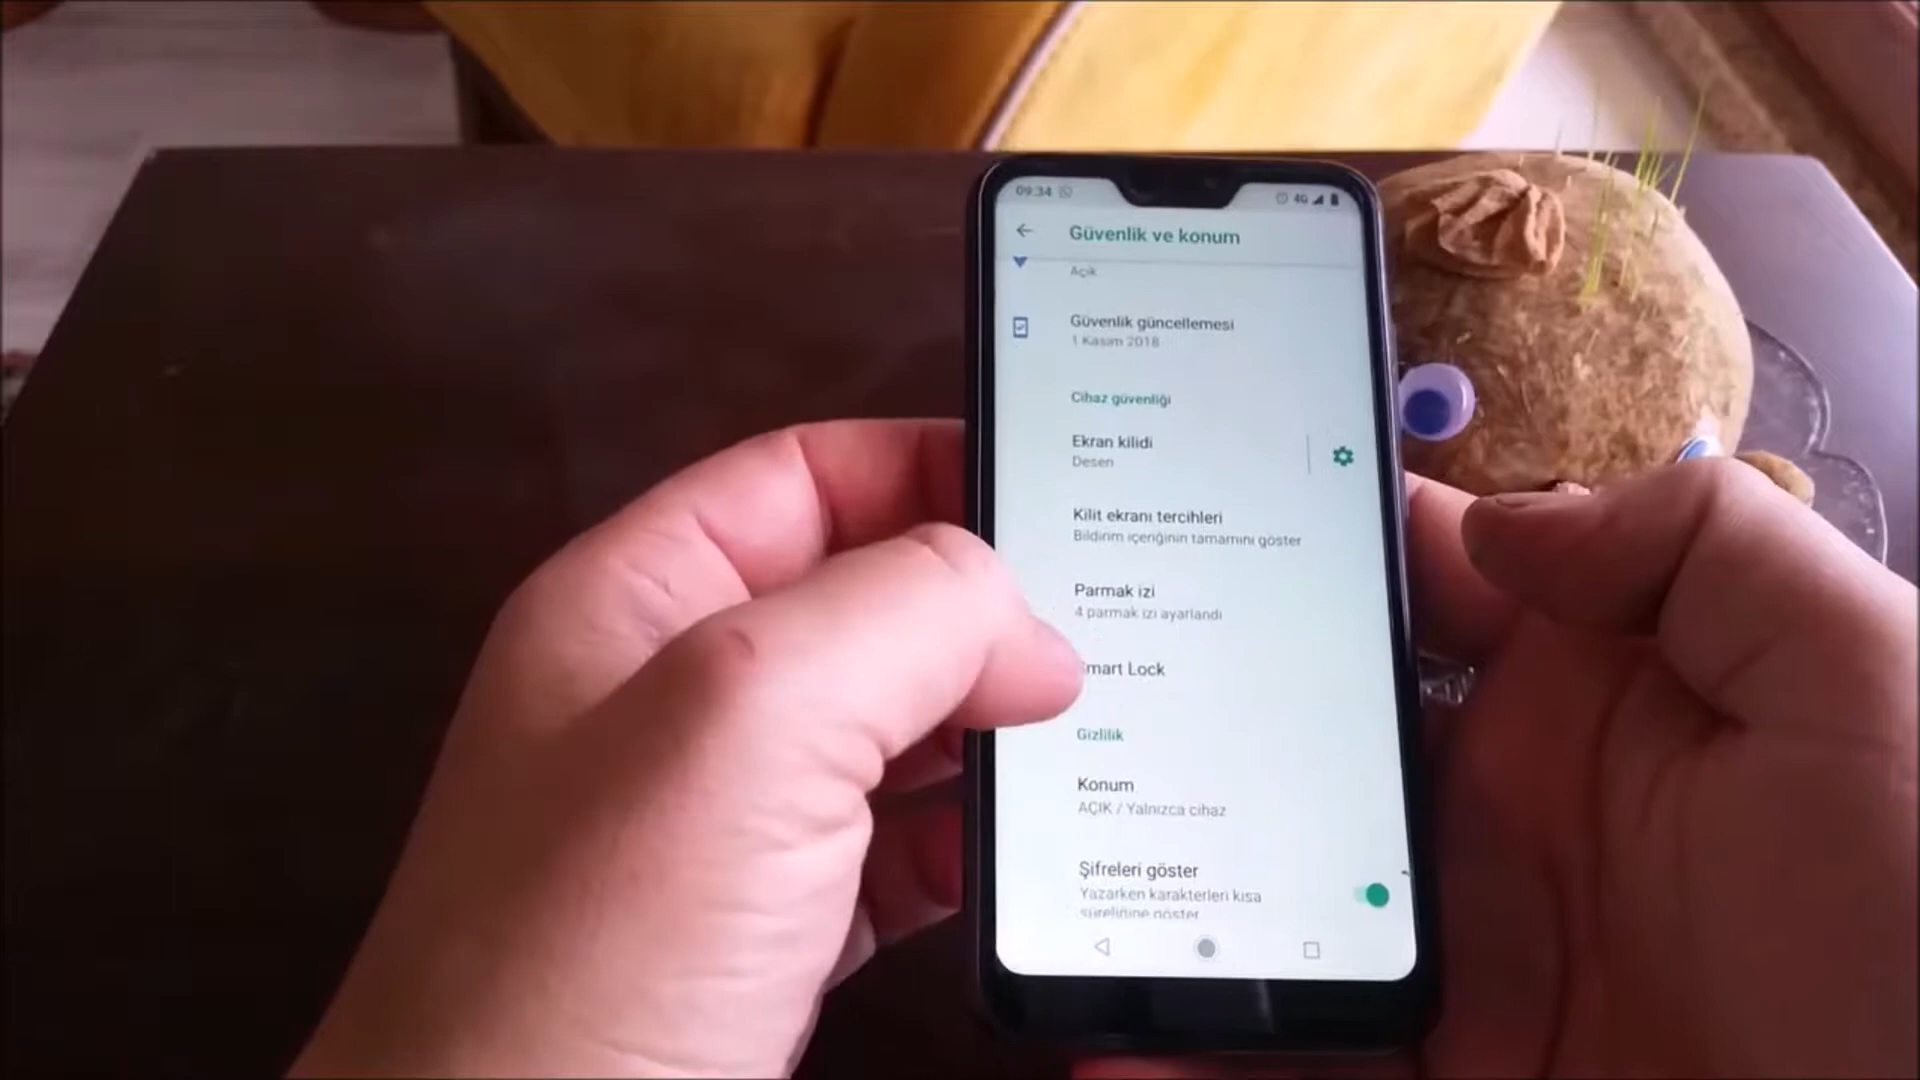 09:34
4G
Güvenlik ve konum
Açık
Güvenlik güncellemesi
1 Kasım 2018
Cihaz güvenliği
Ekran kilidi
Desen
Kilit ekranı tercihleri
Bildirim içeriğinin tamamını göster
Parmak izi
4 parmak izi ayarlandı
mart Lock
Gizlilik
Konum
AÇIK / Yalnızca cihaz
Şifreleri göster
Yazarken karakterleri kısa
süreliğine göster